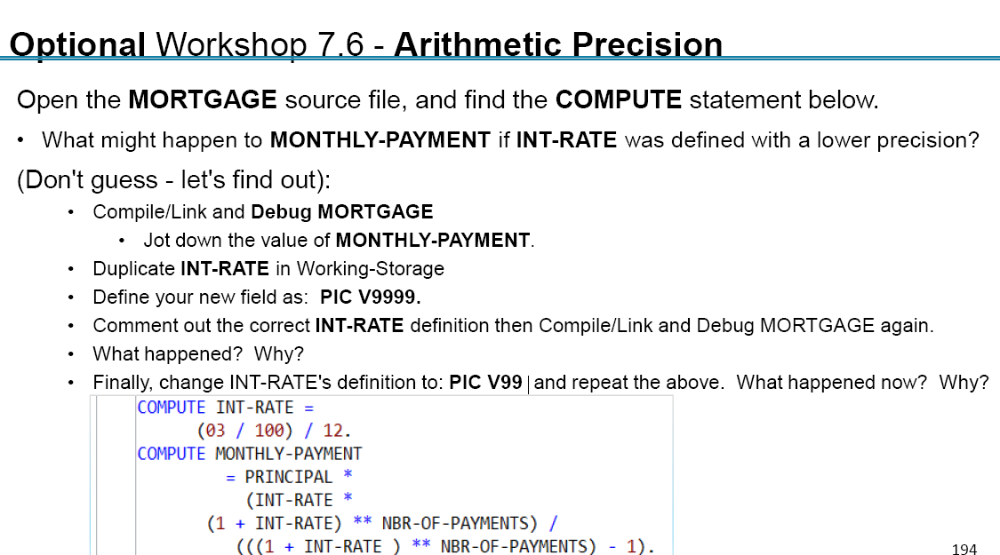 Optional Workshop 7.6 - Arithmetic Precision
Open the MORTGAGE source file, and find the COMPUTE statement below.
• What might happen to MONTHLY-PAYMENT if INT-RATE was defined with a lower precision?
(Don't guess - let's find out):
• Compile/Link and Debug MORTGAGE
• Jot down the value of MONTHLY-PAYMENT.
• Duplicate INT-RATE in Working-Storage
• Define your new field as: PIC V9999.
• Comment out the correct INT-RATE definition then Compile/Link and Debug MORTGAGE again.
• What happened? Why?
• Finally, change INT-RATE's definition to: PIC V99 and repeat the above. What happened now? Why?
COMPUTE INT-RATE =
(03 / 100) / 12.
COMPUTE MONTHLY-PAYMENT
= PRINCIPAL *
(INT-RATE *
(1 + INT-RATE) ** NBR-OF-PAYMENTS) /
(((1 + INT-RATE ) ** NBR-OF-PAYMENTS) - 1).
194